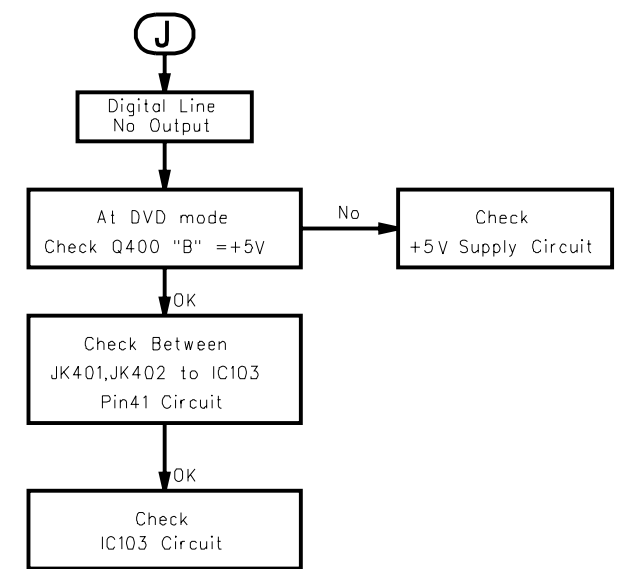 J
Digital Line
No Output
At DVD mode
Check Q400 "B" =+5V
No
Check
+5V Supply Circuit
OK
Check Between
JK401,JK402 to IC103
Pin41 Circuit
OK
Check
IC103 Circuit